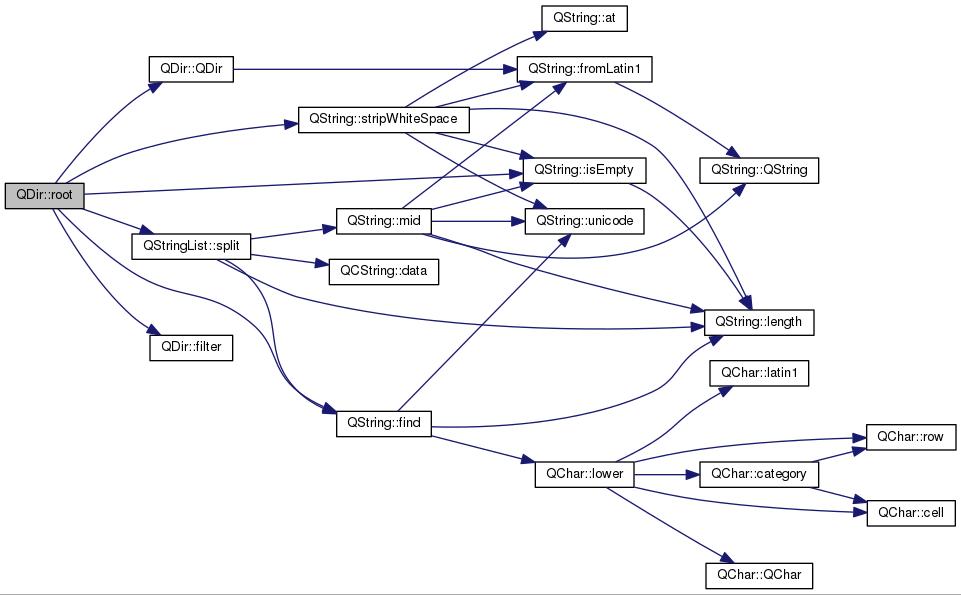 QString::at
QDir::QDir
QString::fromLatin1
QString::stripWhiteSpace
QString::isEmpty
QString::QString
QDir::root
QString::mid
QString::unicode
QStringList::split
QCString::data
QString::length
QDir::filter
QChar::latin1
QString::find
QChar::row
QChar::lower
QChar::category
QChar::cell
QChar::QChar